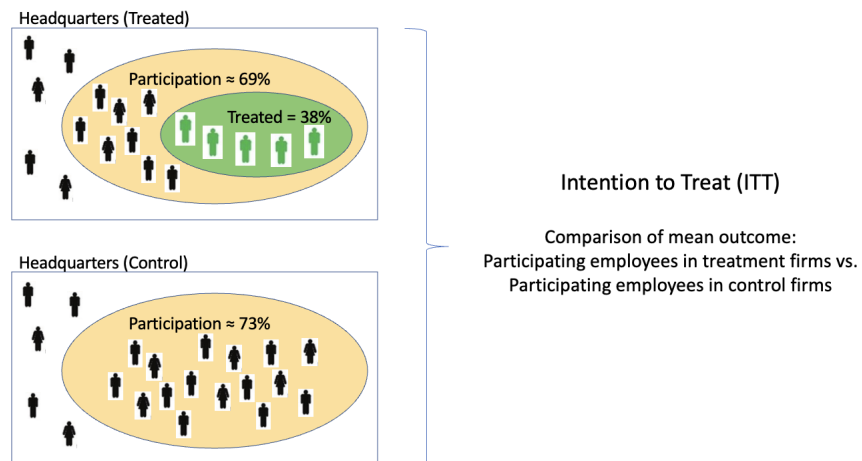 Headquarters (Treated)
Participation ≈ 69%
Treated = 38%
Intention to Treat (ITT)
Comparison of mean outcome:
Participating employees in treatment firms vs.
Participating employees in control firms
Headquarters (Control)
Participation ≈ 73%